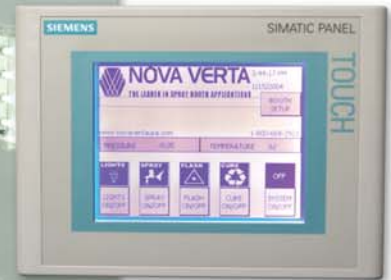 SIEMENS
SIMATIC PANEL
TOUCH
NOVA VERTA
THE LEADER IN SPRAY BOOTH APPLICATIONS
BOOTH
SETUP
PRESSURE
TEMPERATURE
LIGHTS SPRAY FLASH CURE
OFF
LIGHTS
ON/OFF
SPRAY
ON/OFF
FLASH
ON/OFF
CURE
ON/OFF
SYSTEM
ON/OFF